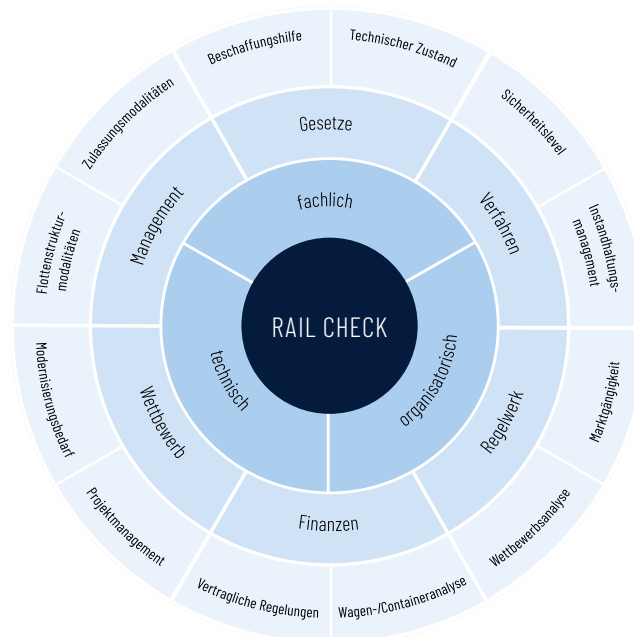 Beschaffungshilfe
Technischer Zustand
Sicherheitslevel
Instandhaltungs-
management
Marktgängigkeit
Wettbewerbsanalyse
Wagen-/Containeranalyse
Vertragliche Regelungen
Projektmanagement
Modernisierungsbedarf
Flottenstruktur-
modalitäten
Zulassungsmodalitäten
Gesetze
Verfahren
Regelwerk
Finanzen
Wettbewerb
Management
fachlich
organisatorisch
technisch
RAIL CHECK